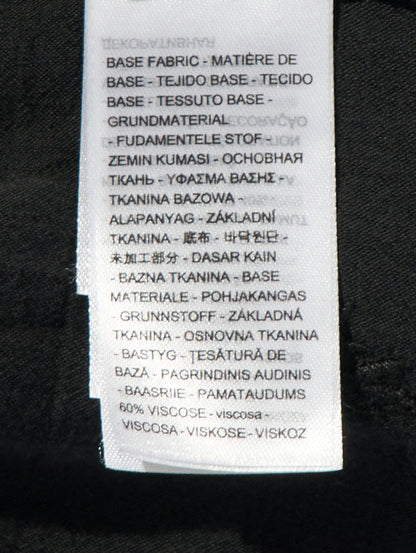 BASE FABRIC - MATIÈRE DE
BASE - TEJIDO BASE - TECIDO
BASE - TESSUTO BASE -
GRUNDMATERIAL
- FUDAMENTELE STOF -
ZEMIN KUMASI - ОСНОВНАЯ
ТКАНЬ - ΥΦΑΣΜΑ ΒΑΣΗΣ -
TKANINA BAZOWA -
ALAPANYAG - ZÁKLADNÍ
TKANINA - 底布 - 바닥원단 -
未加工部分 - DASAR KAIN
- BAZNA TKANINA - BASE
MATERIALE - POHJAKANGAS
- GRUNNSTOFF - ZÁKLADNÁ
TKANINA - OSNOVNA TKANINA
- BASTYG - ŢESĂTURĂ DE
BAZĂ - PAGRINDINIS AUDINIS
- BAASRIIE - PAMATAUDUMS
60% VISCOSE - viscosa -
VISCOSA - VISKOSE - VISKOZ